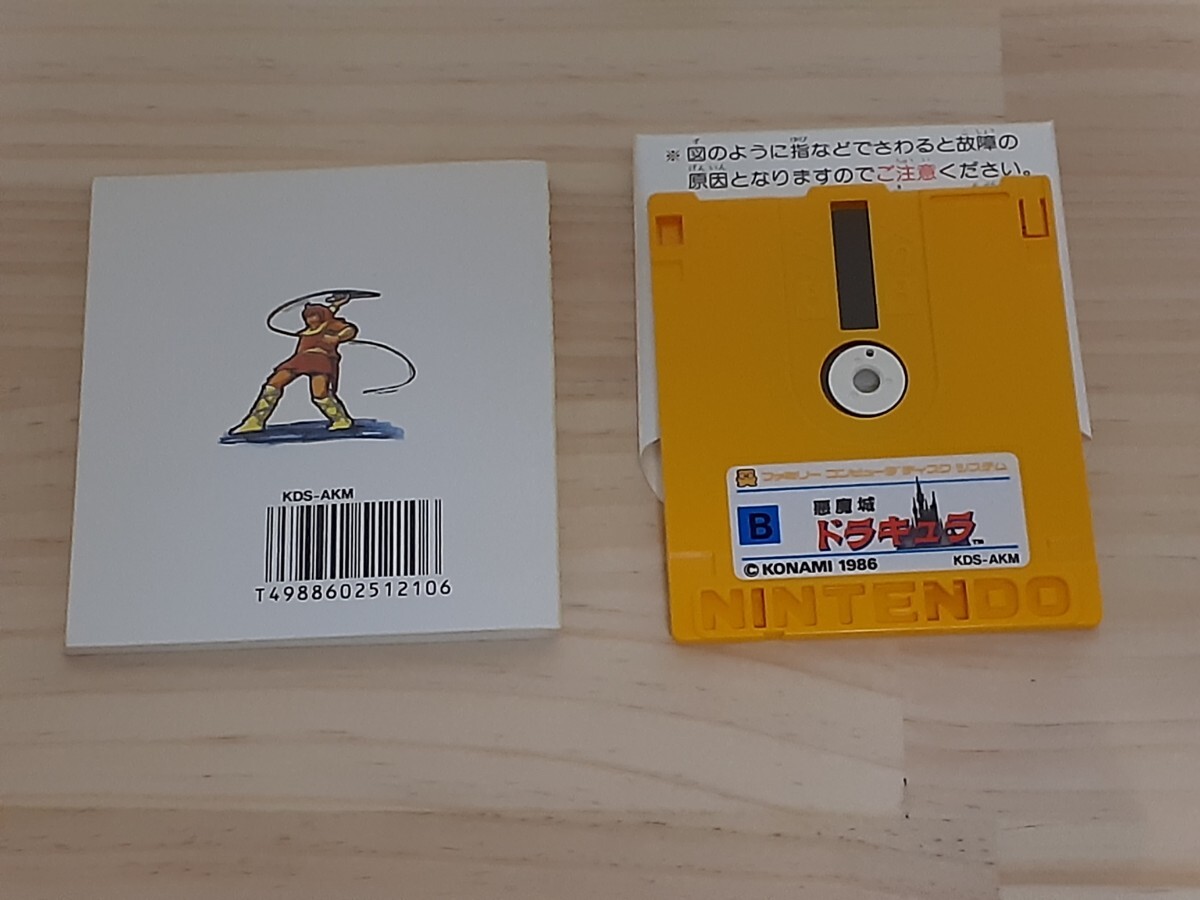 KDS-AKM
T4988602512106
※図のように指などでさわると故障の
原因となりますのでご注意ください。
ファミリー コンピュータ ディスク システム
B
悪魔城
ドラキュラ™
© KONAMI 1986 KDS-AKM
NINTENDO